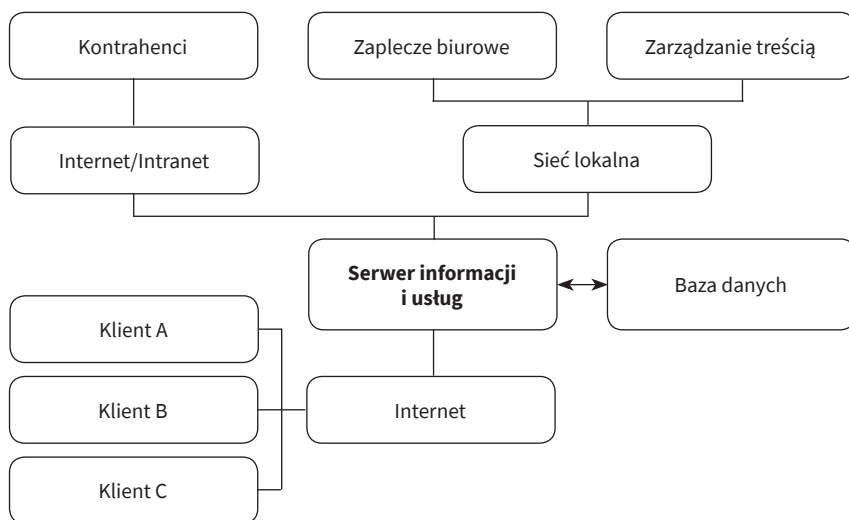 Kontrahenci
Zaplecze biurowe
Zarządzanie treścią
Internet/Intranet
Sieć lokalna
Serwer informacji
i usług
Baza danych
Klient A
Klient B
Internet
Klient C